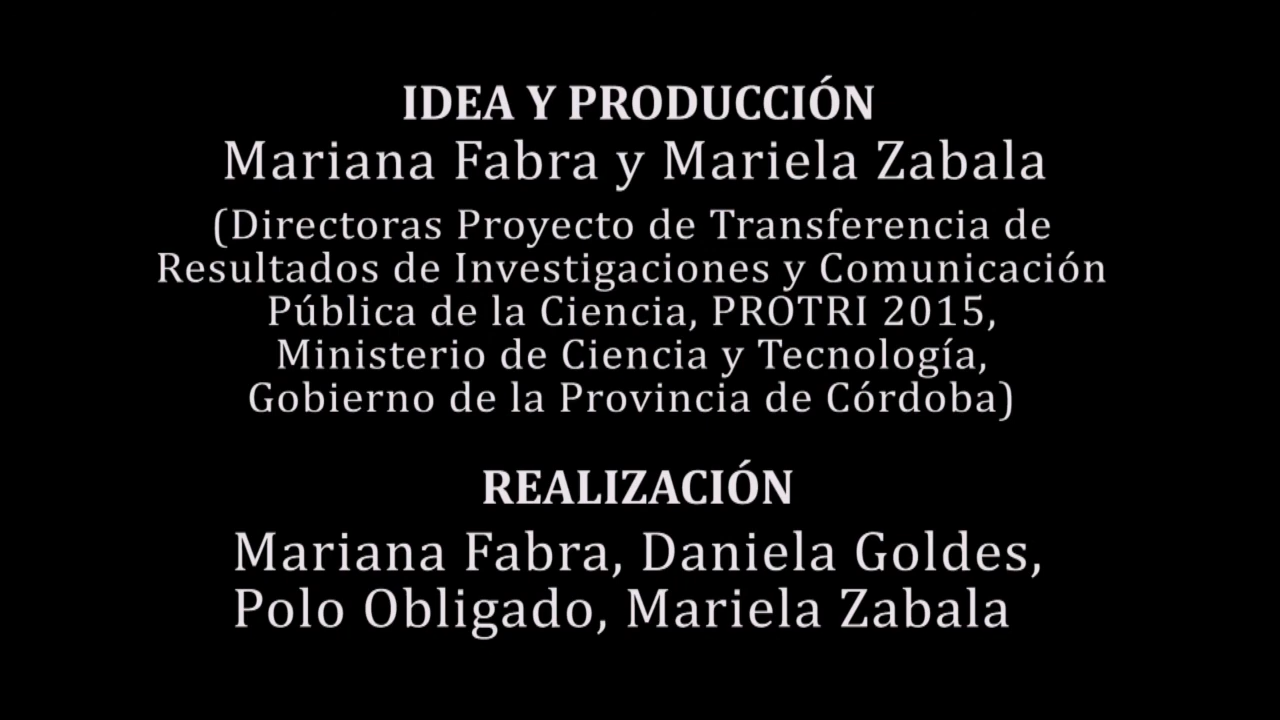 IDEA Y PRODUCCIÓN
Mariana Fabra y Mariela Zabala
(Directoras Proyecto de Transferencia de
Resultados de Investigaciones y Comunicación
Pública de la Ciencia, PROTRI 2015,
Ministerio de Ciencia y Tecnología,
Gobierno de la Provincia de Córdoba)
REALIZACIÓN
Mariana Fabra, Daniela Goldes,
Polo Obligado, Mariela Zabala